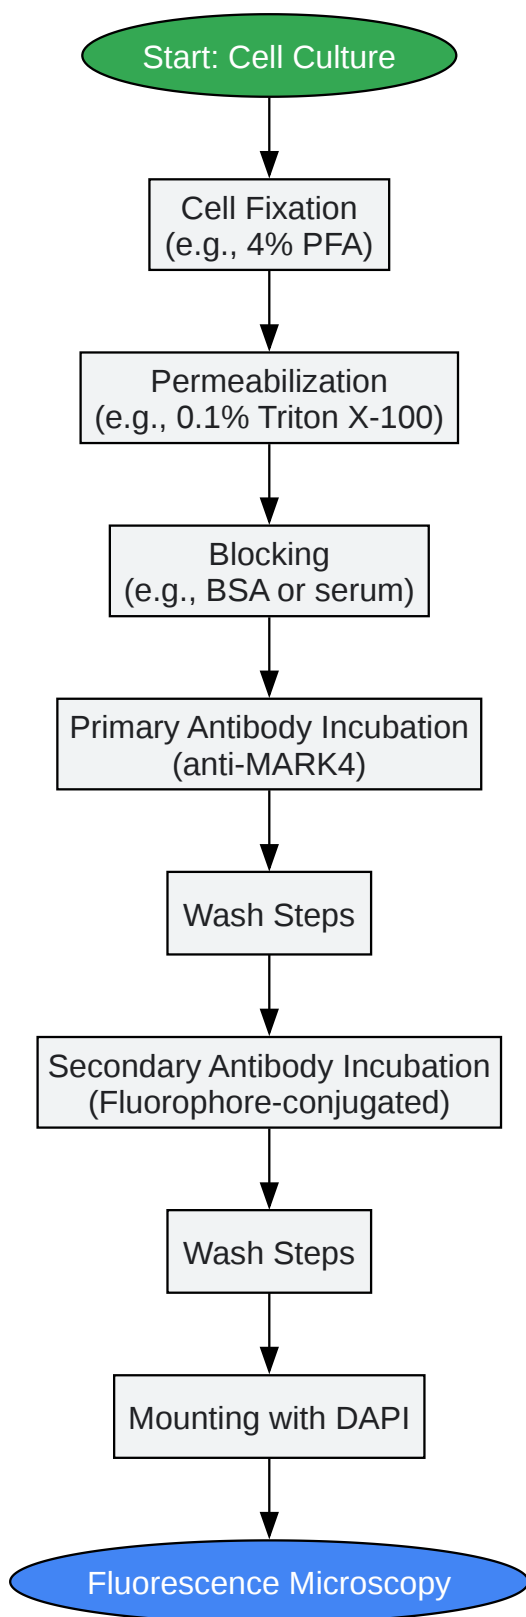 Start: Cell Culture
Cell Fixation
(e.g., 4% PFA)
Permeabilization
(e.g., 0.1% Triton X-100)
Blocking
(e.g., BSA or serum)
Primary Antibody Incubation
(anti-MARK4)
Wash Steps
Secondary Antibody Incubation
(Fluorophore-conjugated)
Wash Steps
Mounting with DAPI
Fluorescence Microscopy